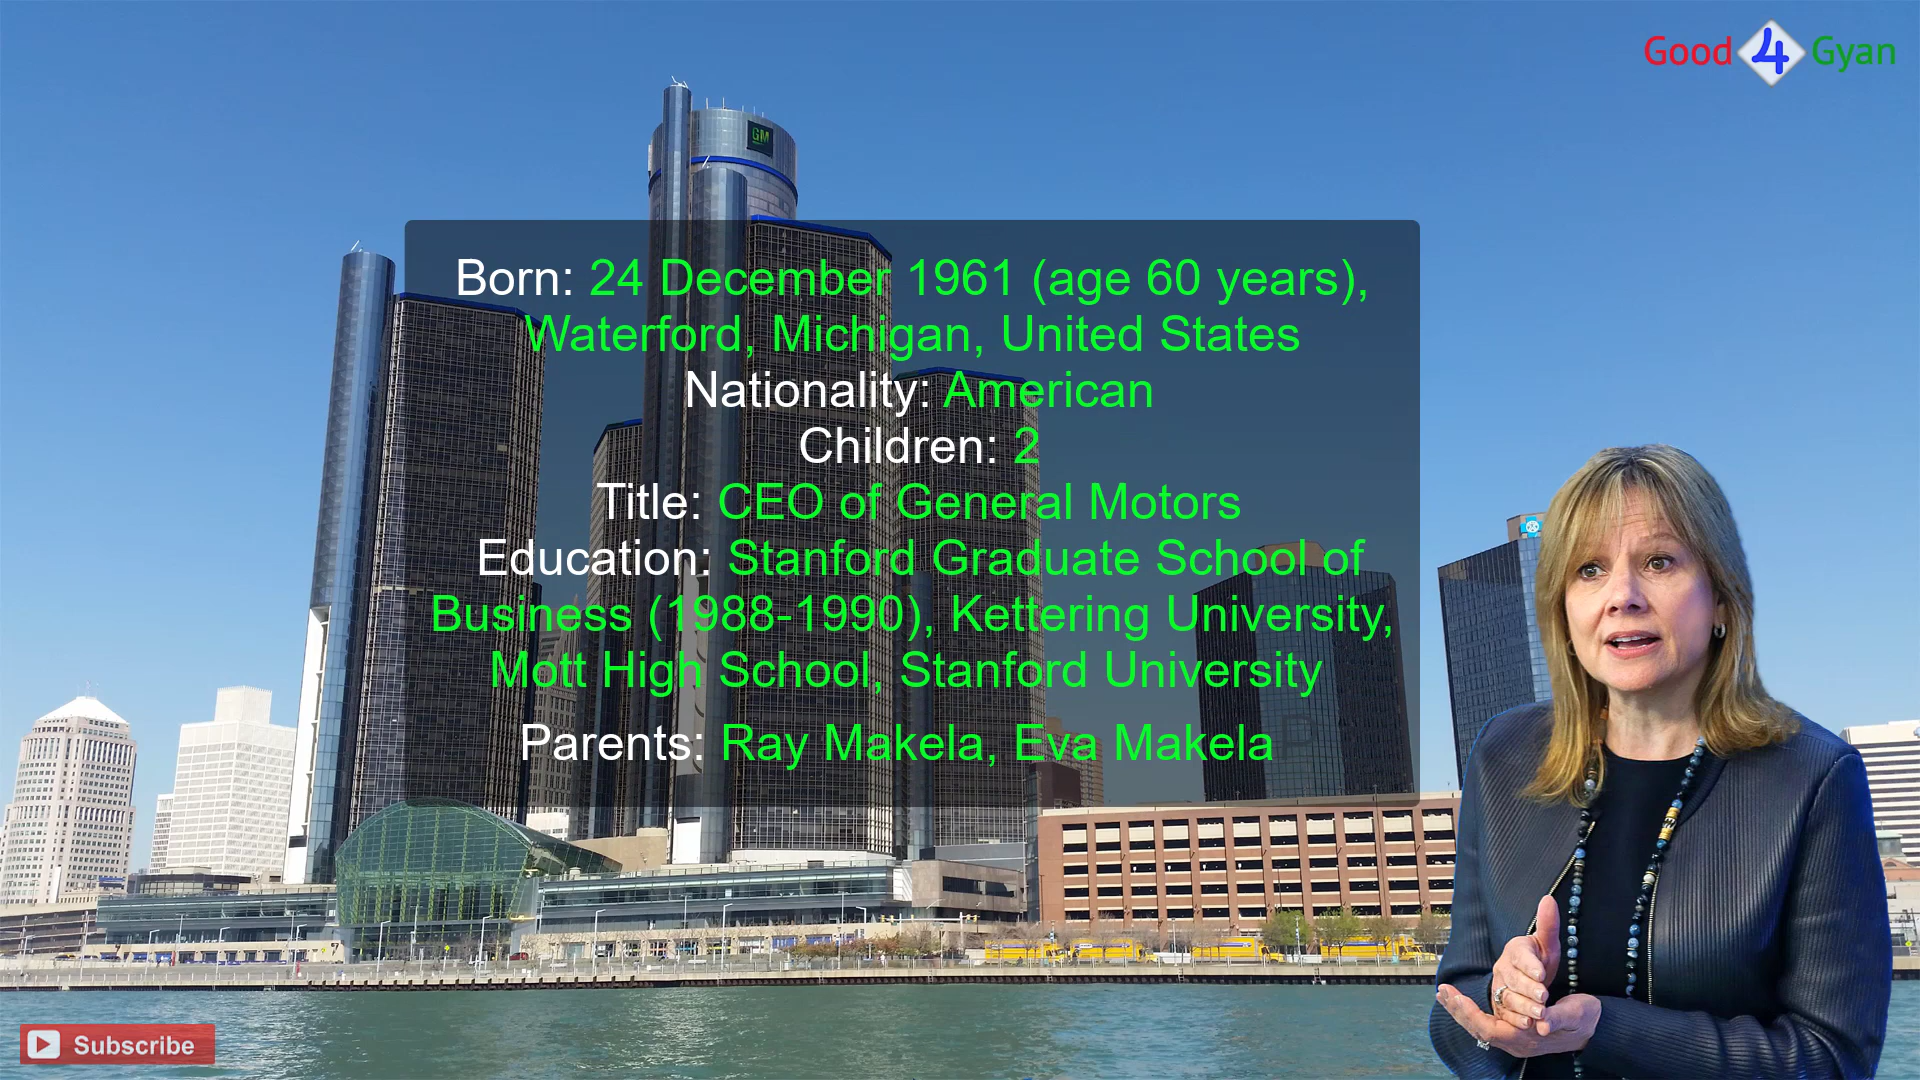 Good 4 Gyan
GM
Born: 24 December 1961 (age 60 years),
Waterford, Michigan, United States
Nationality: American
Children: 2
Title: CEO of General Motors
Education: Stanford Graduate School of
Business (1988-1990), Kettering University,
Mott High School, Stanford University
Parents: Ray Makela, Eva Makela
Subscribe